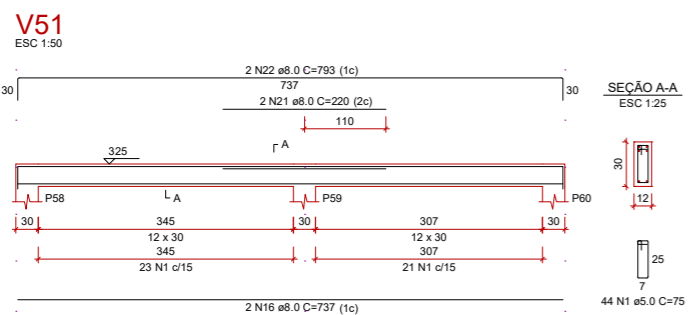 V51
ESC 1:50
2 N22 ø8.0 C=793 (1c)
30 737 30
2 N21 ø8.0 C=220 (2c)
110
SEÇÃO A-A
ESC 1:25
A
325
30
12
A
P58 P59 P60
30 345 30 307 30
12 x 30 12 x 30
345 307
23 N1 c/15 21 N1 c/15
25
7
44 N1 ø5.0 C=75
2 N16 ø8.0 C=737 (1c)